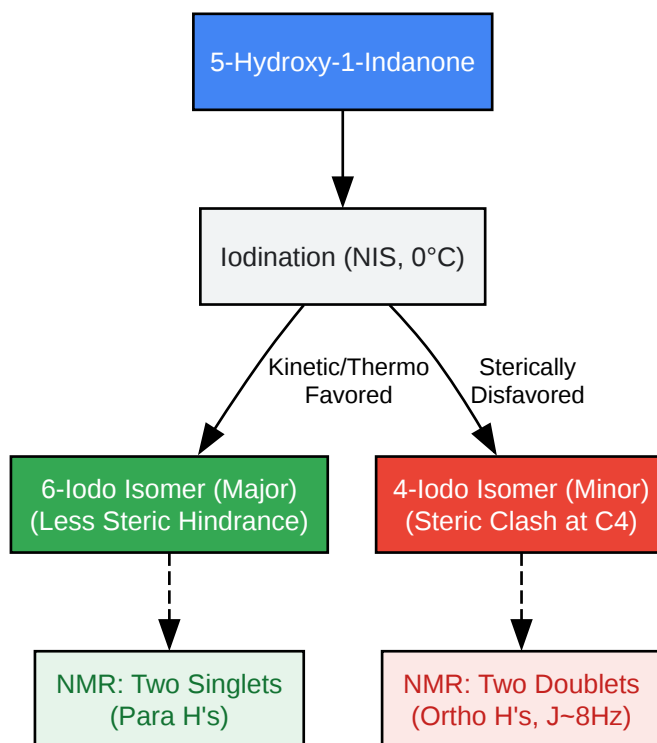 5-Hydroxy-1-Indanone
Iodination (NIS, 0°C)
Kinetic/Thermo
Favored
Sterically
Disfavored
6-Iodo Isomer (Major)
(Less Steric Hindrance)
4-Iodo Isomer (Minor)
(Steric Clash at C4)
NMR: Two Singlets
(Para H's)
NMR: Two Doublets
(Ortho H's, J~8Hz)